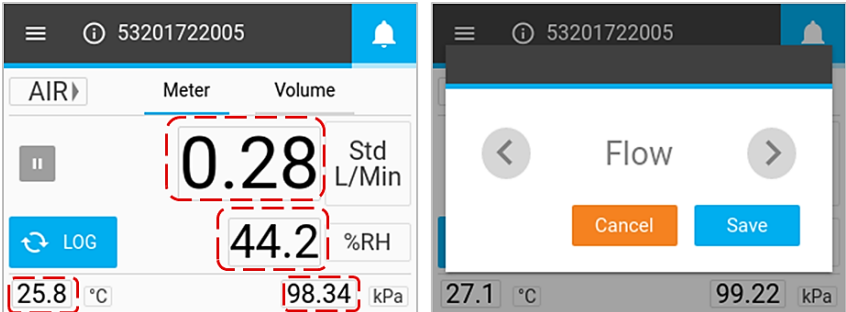 53201722005
AIR
Meter
Volume
0.28
Std
L/Min
LOG
44.2
%RH
25.8 °C
98.34 kPa
53201722005
Flow
Cancel
Save
27.1 °C
99.22 kPa